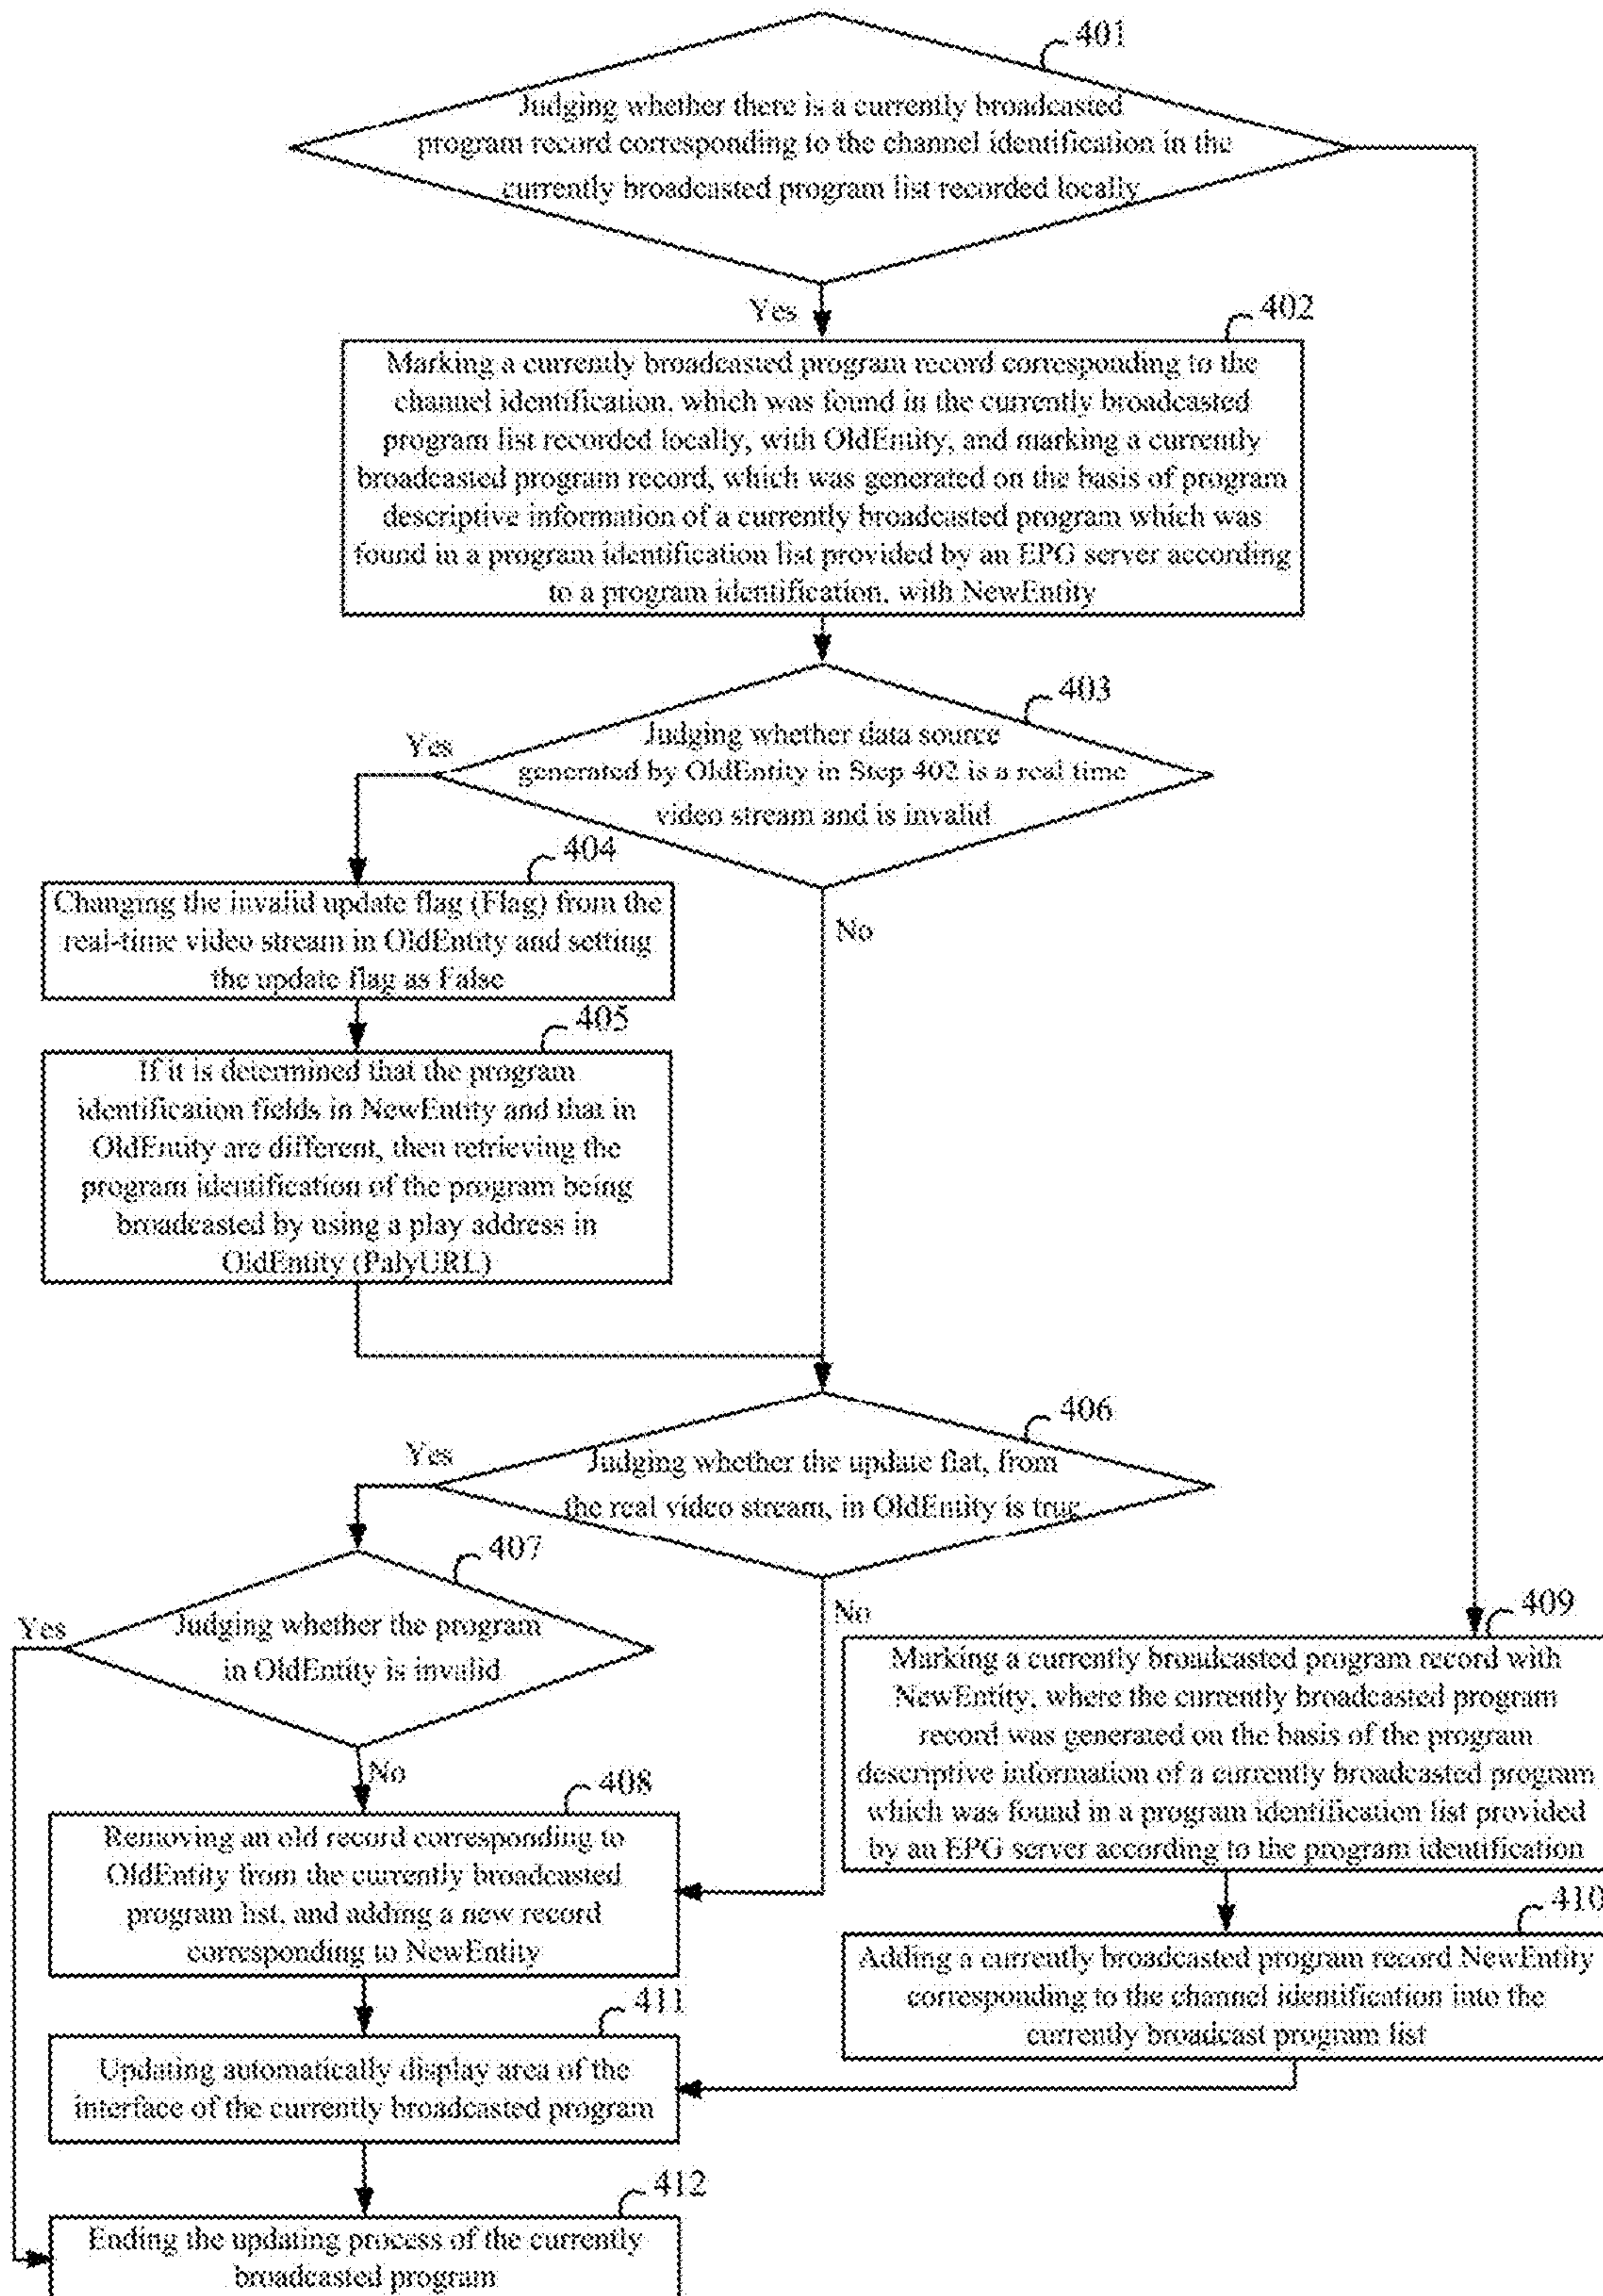 401
Judging whether there is a currently broadcasted
program record corresponding to the channel identification in the
currently broadcasted program list recorded locally
Yes
402
Marking a currently broadcasted program record corresponding to the
channel identification, which was found in the currently broadcasted
program list recorded locally, with OldEntity, and marking a currently
broadcasted program record, which was generated on the basis of program
descriptive information of a currently broadcasted program which was
found in a program identification list provided by an EPG server according
to a program identification, with NewEntity
403
Yes
Judging whether data source
generated by OldEntity in Step 402 is a real time
video stream and is invalid
404
Changing the invalid update flag (Flag) from the
real-time video stream in OldEntity and setting
the update flag as False
No
405
If it is determined that the program
identification fields in NewEntity and that in
OldEntity are different, then retrieving the
program identification of the program being
broadcasted by using a play address in
OldEntity (PalyURL)
406
Yes
Judging whether the update flat, from
the real video stream, in OldEntity is true
407
Yes
Judging whether the program
in OldEntity is invalid
No
No
408
Removing an old record corresponding to
OldEntity from the currently broadcasted
program list, and adding a new record
corresponding to NewEntity
409
Marking a currently broadcasted program record with
NewEntity, where the currently broadcasted program
record was generated on the basis of the program
descriptive information of a currently broadcasted program
which was found in a program identification list provided
by an EPG server according to the program identification
410
Adding a currently broadcasted program record NewEntity
corresponding to the channel identification into the
currently broadcast program list
411
Updating automatically display area of the
interface of the currently broadcasted program
412
Ending the updating process of the currently
broadcasted program